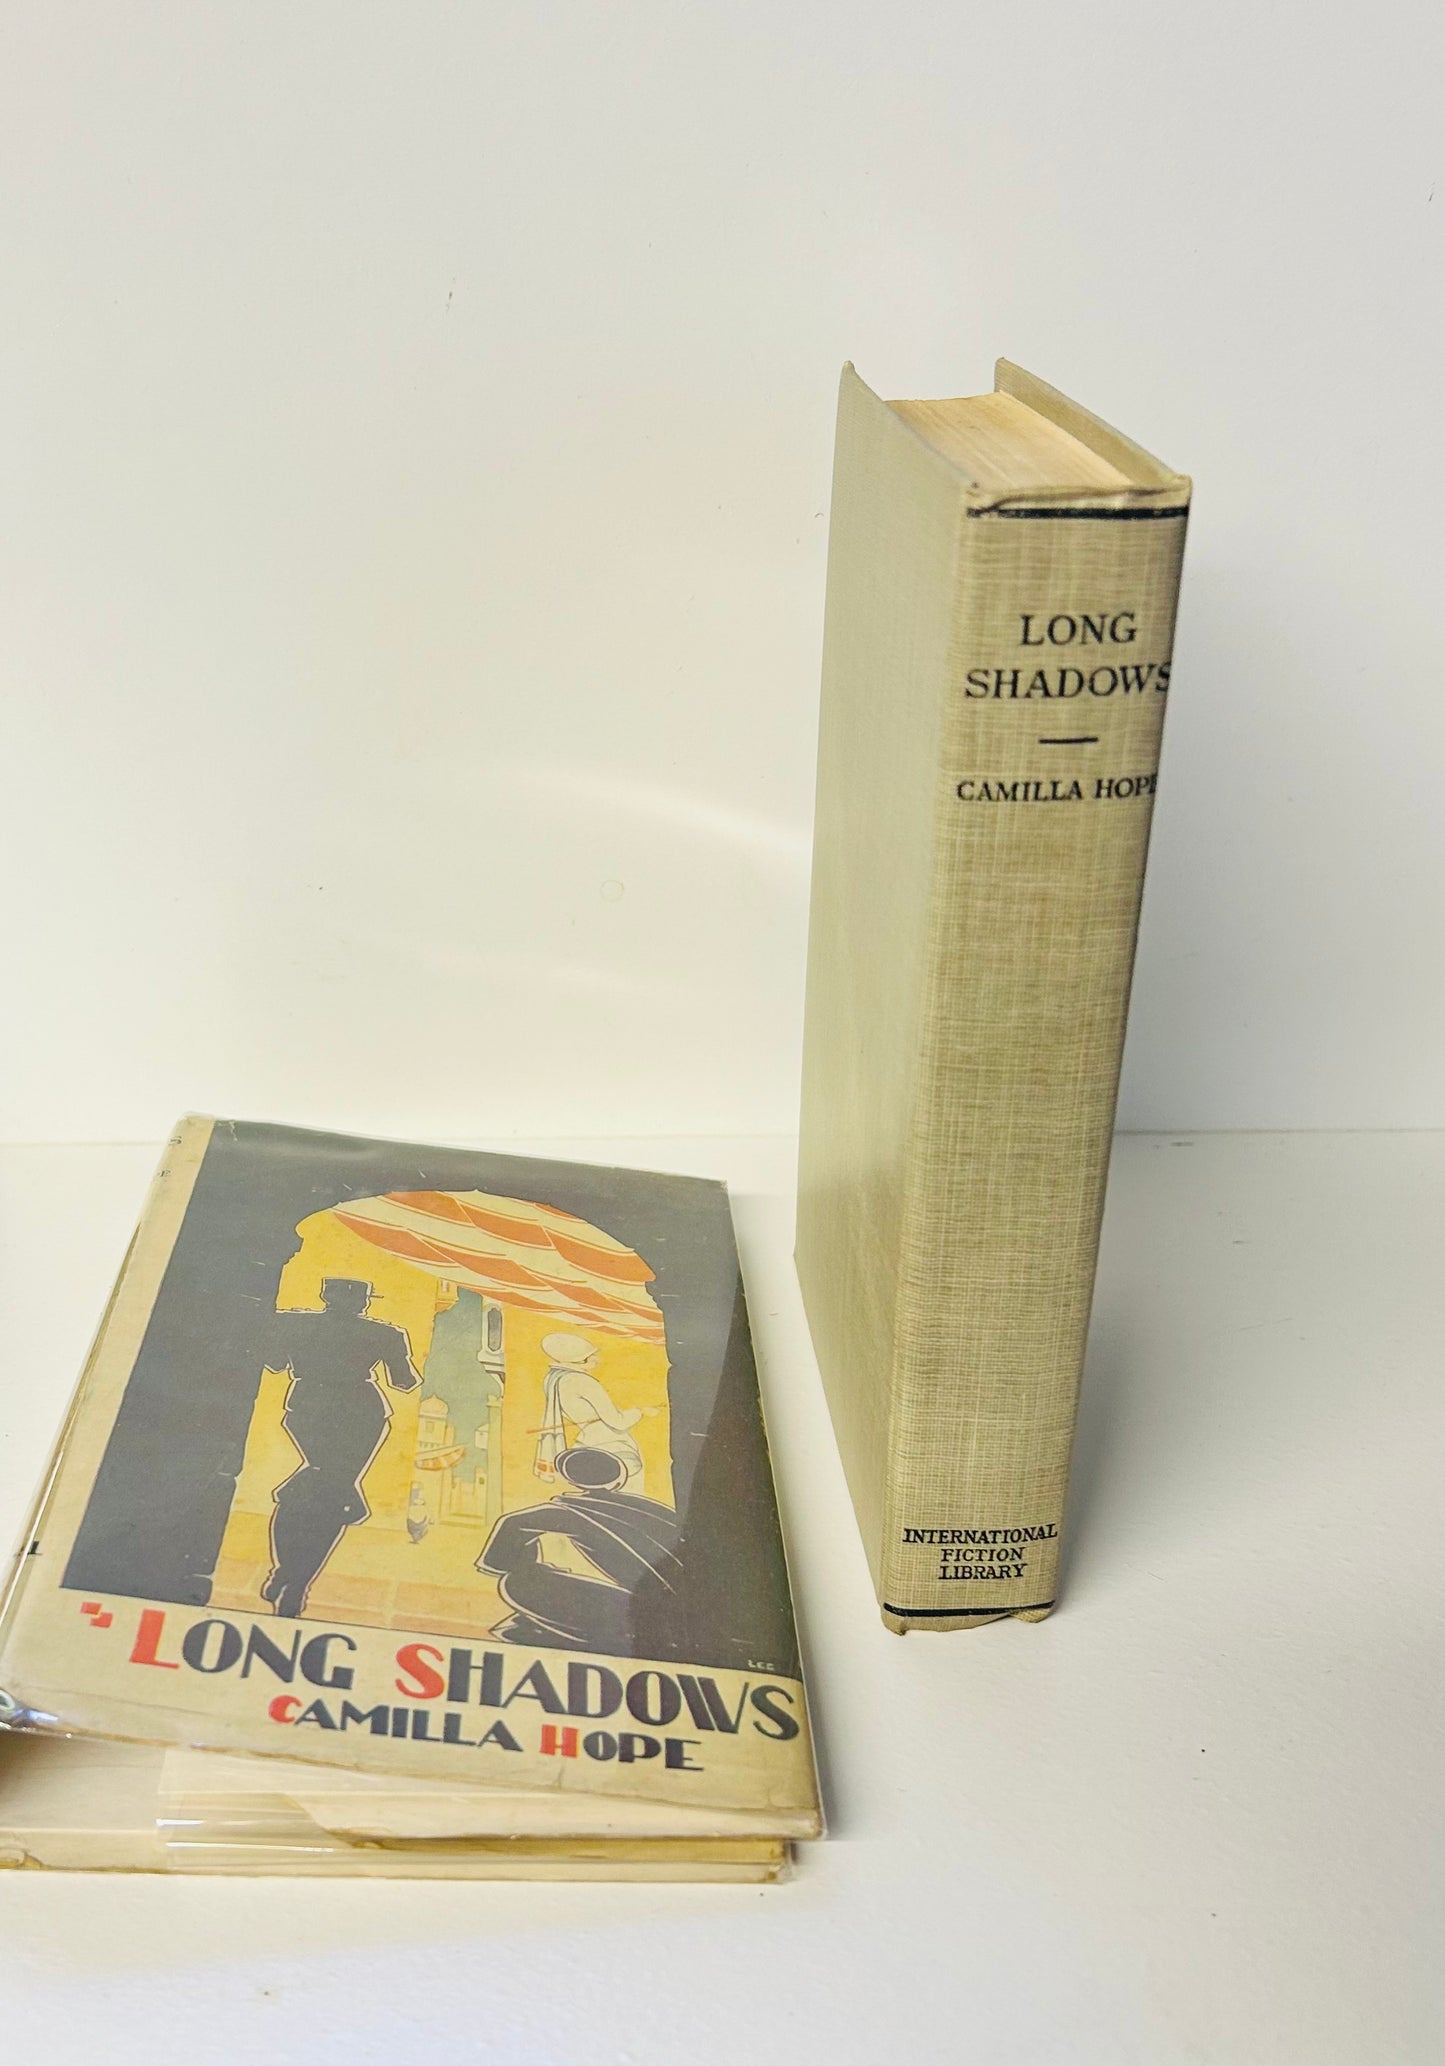 LONG
SHADOWS
CAMILLA HOPE
INTERNATIONAL
FICTION
LIBRARY
LONG SHADOWS
CAMILLA HOPE